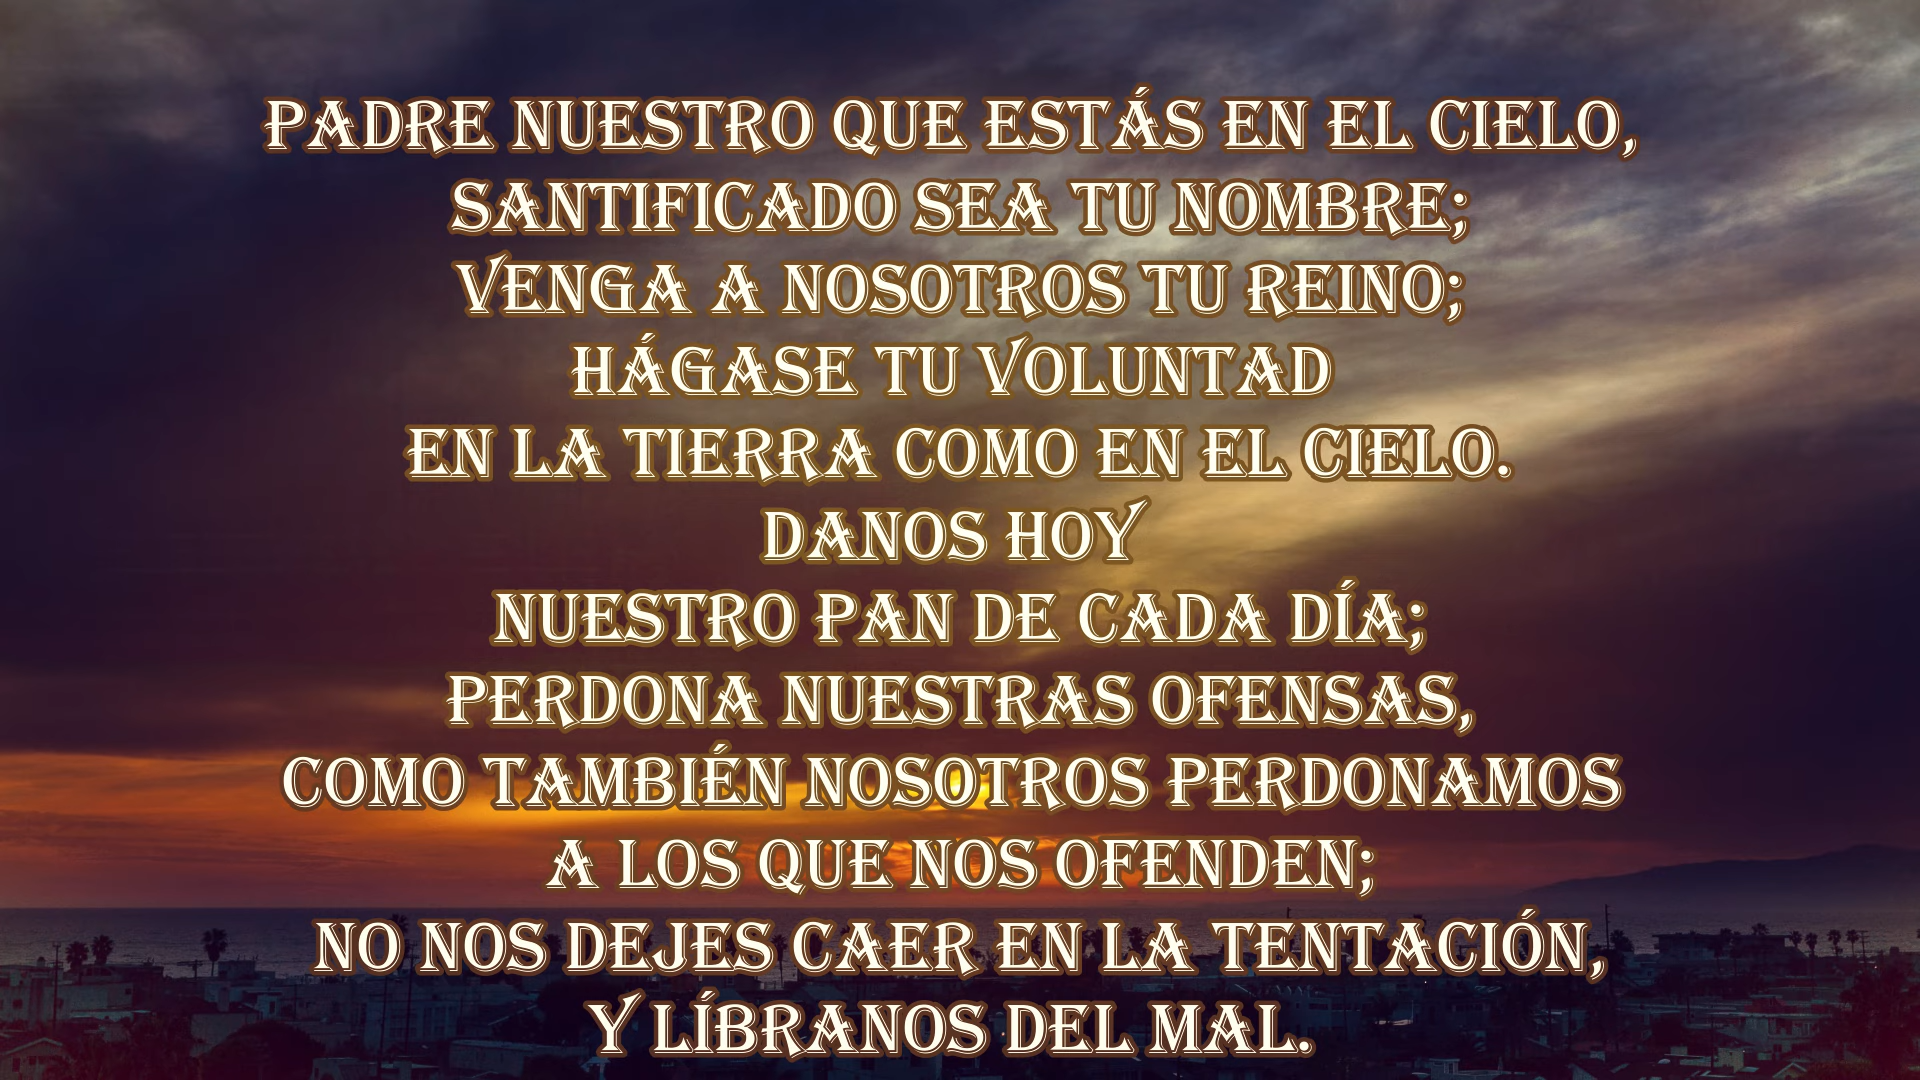 PADRE NUESTRO QUE ESTÁS EN EL CIELO,
SANTIFICADO SEA TU NOMBRE;
VENGA A NOSOTROS TU REINO;
HÁGASE TU VOLUNTAD
EN LA TIERRA COMO EN EL CIELO.
DANOS HOY
NUESTRO PAN DE CADA DÍA;
PERDONA NUESTRAS OFENSAS,
COMO TAMBIÉN NOSOTROS PERDONAMOS
A LOS QUE NOS OFENDEN;
NO NOS DEJES CAER EN LA TENTACIÓN,
Y LÍBRANOS DEL MAL.